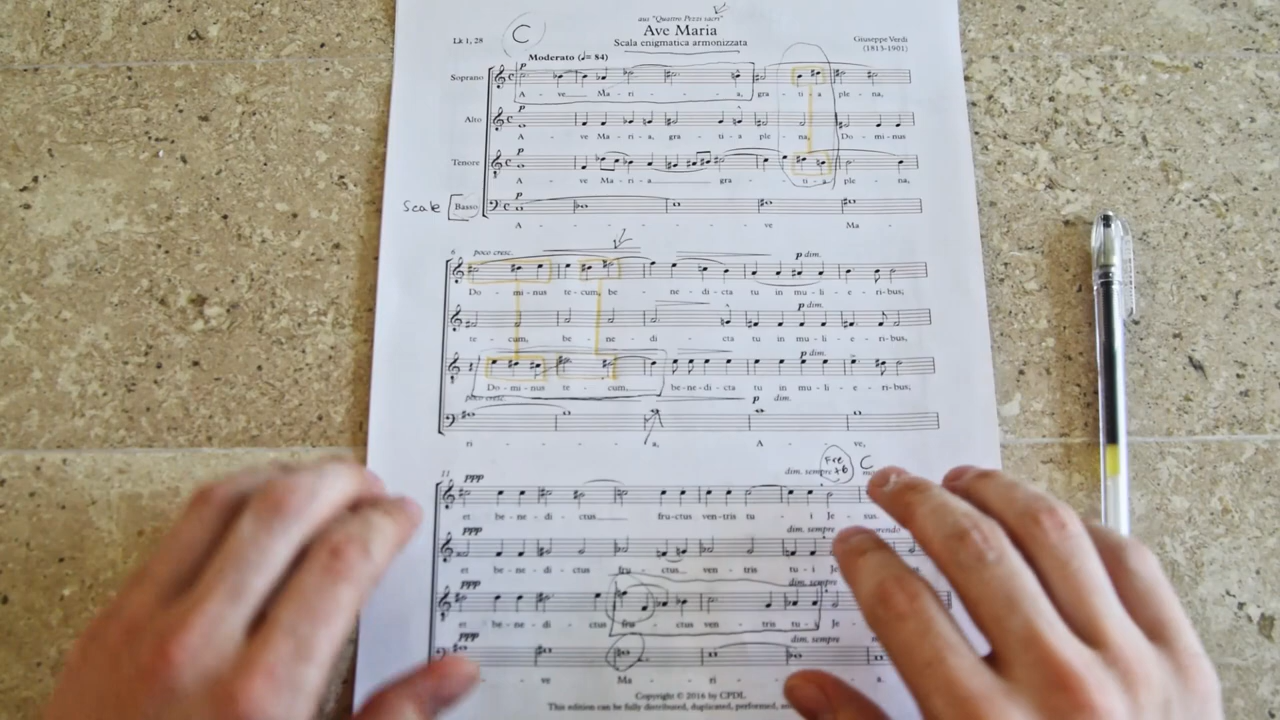 aus "Quattro Pezzi sacri"
C
Ave Maria
Lk 1, 28
Scala enigmatica armonizzata
Giuseppe Verdi
(1813-1901)
Moderato (♩= 84)
p
Soprano
A - ve Ma - ri - a, gra - ti - a ple - na,
p
Alto
A - ve Ma - ri - a, gra - ti - a ple - na, Do - mi - nus
p
Tenore
A - ve Ma - ri - a gra - ti - a ple - na,
p
Scale Basso
A - ve Ma -
6 poco cresc. p dim.
Do - mi - nus te - cum, be - ne - di - cta tu in mu - li - e - ri - bus,
p dim.
te - cum, be - ne - di - cta tu in mu - li - e - ri - bus,
p dim.
Do - mi - nus te - cum, be - ne - di - cta tu in mu - li - e - ri - bus,
poco cresc. p dim.
ri - a, A - ve,
11 ppp dim. sempre Fre +6 C
et be - ne - di - ctus fru - ctus ven - tris tu - i Je - sus.
ppp dim. sempre
et be - ne - di - ctus fru - ctus ven - tris tu - i Je
ppp dim. sempre
et be - ne - di - ctus fru - ctus ven - tris tu - i Je -
ppp dim. sempre
ve Ma - ri - a.
Copyright © 2016 by CPDL
This edition can be fully distributed, duplicated, performed,